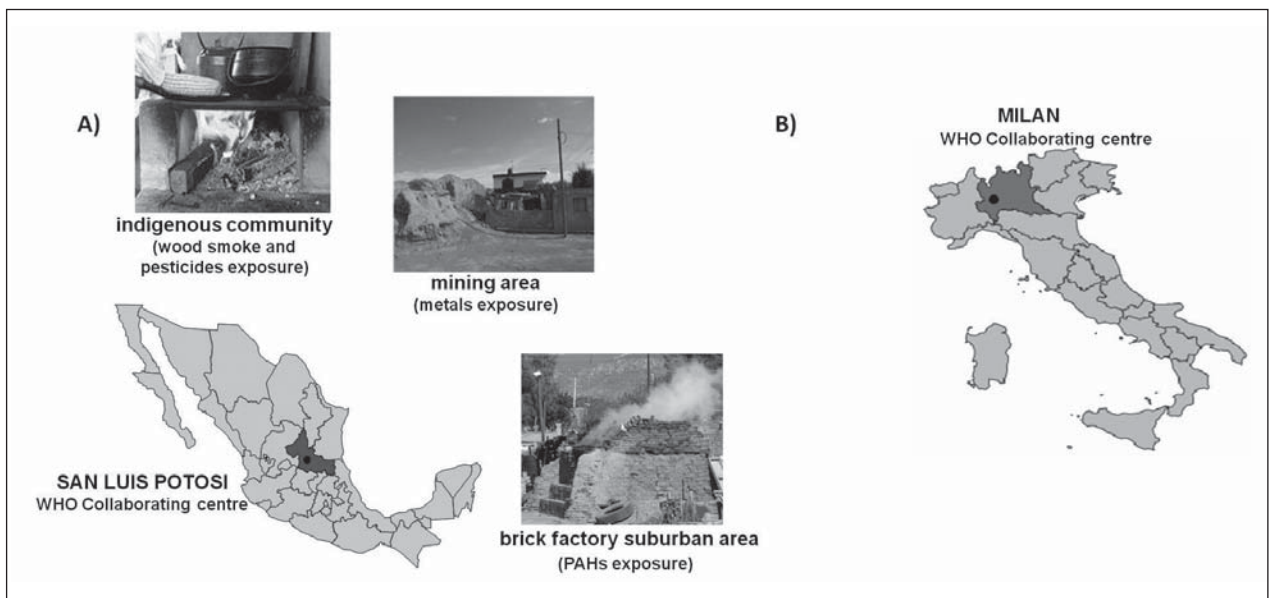 A)
indigenous community
(wood smoke and
pesticides exposure)
mining area
(metals exposure)
SAN LUIS POTOSI
WHO Collaborating centre
brick factory suburban area
(PAHs exposure)
B)
MILAN
WHO Collaborating centre